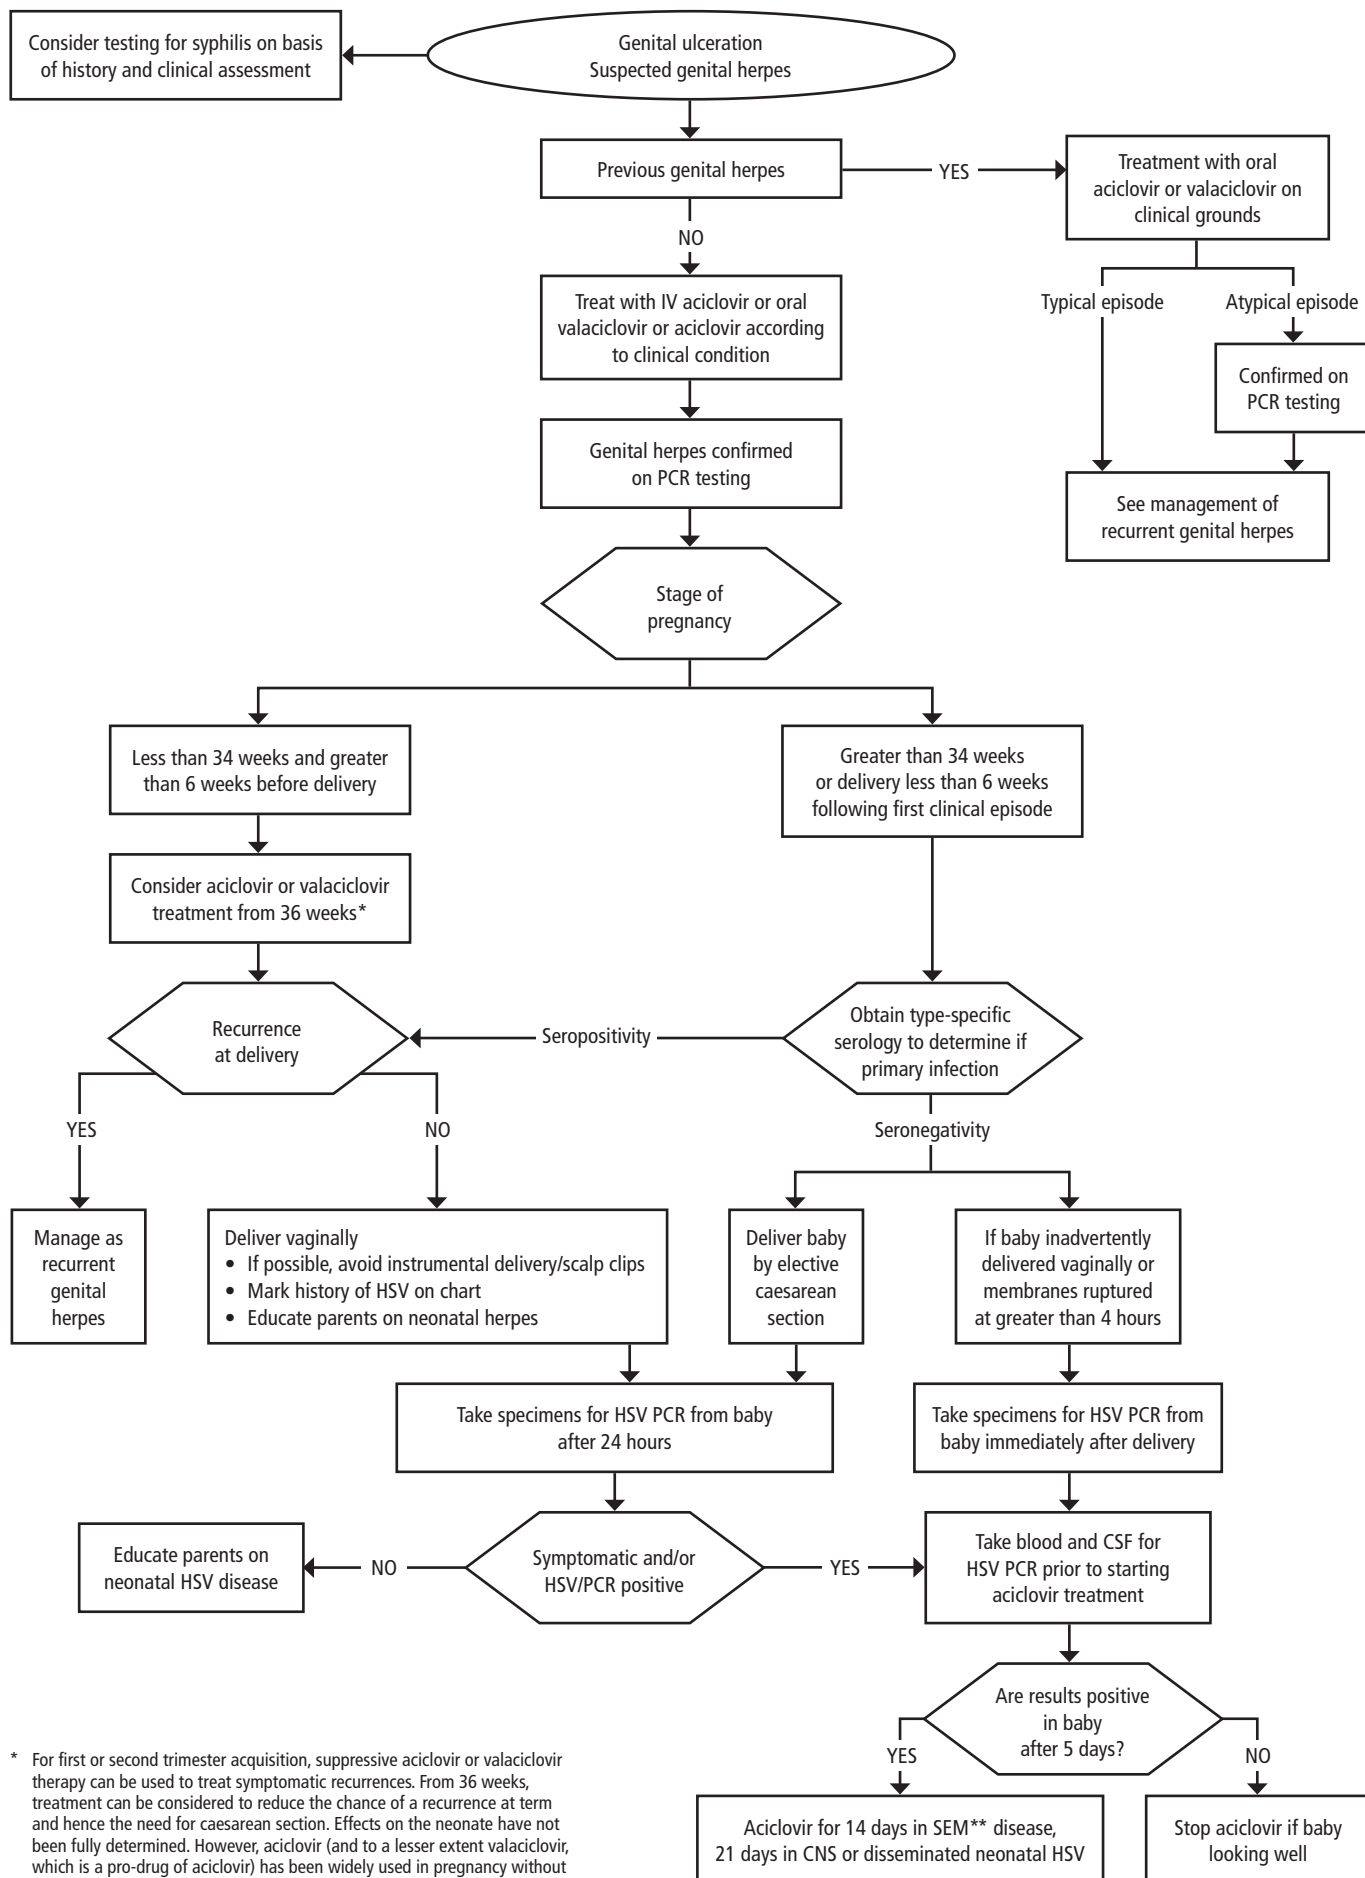 Consider testing for syphilis on basis
of history and clinical assessment
Genital ulceration
Suspected genital herpes
Previous genital herpes
YES
Treatment with oral
aciclovir or valaciclovir on
clinical grounds
NO
Typical episode
Atypical episode
Treat with IV aciclovir or oral
valaciclovir or aciclovir according
to clinical condition
Confirmed on
PCR testing
Genital herpes confirmed
on PCR testing
See management of
recurrent genital herpes
Stage of
pregnancy
Less than 34 weeks and greater
than 6 weeks before delivery
Greater than 34 weeks
or delivery less than 6 weeks
following first clinical episode
Consider aciclovir or valaciclovir
treatment from 36 weeks*
Recurrence
at delivery
Seropositivity
Obtain type-specific
serology to determine if
primary infection
YES
NO
Seronegativity
Manage as
recurrent
genital
herpes
Deliver vaginally
• If possible, avoid instrumental delivery/scalp clips
• Mark history of HSV on chart
• Educate parents on neonatal herpes
Deliver baby
by elective
caesarean
section
If baby inadvertently
delivered vaginally or
membranes ruptured
at greater than 4 hours
Take specimens for HSV PCR from baby
after 24 hours
Take specimens for HSV PCR from
baby immediately after delivery
Educate parents on
neonatal HSV disease
NO
Symptomatic and/or
HSV/PCR positive
YES
Take blood and CSF for
HSV PCR prior to starting
aciclovir treatment
Are results positive
in baby
after 5 days?
YES
NO
Aciclovir for 14 days in SEM** disease,
21 days in CNS or disseminated neonatal HSV
Stop aciclovir if baby
looking well
* For first or second trimester acquisition, suppressive aciclovir or valaciclovir
therapy can be used to treat symptomatic recurrences. From 36 weeks,
treatment can be considered to reduce the chance of a recurrence at term
and hence the need for caesarean section. Effects on the neonate have not
been fully determined. However, aciclovir (and to a lesser extent valaciclovir,
which is a pro-drug of aciclovir) has been widely used in pregnancy without